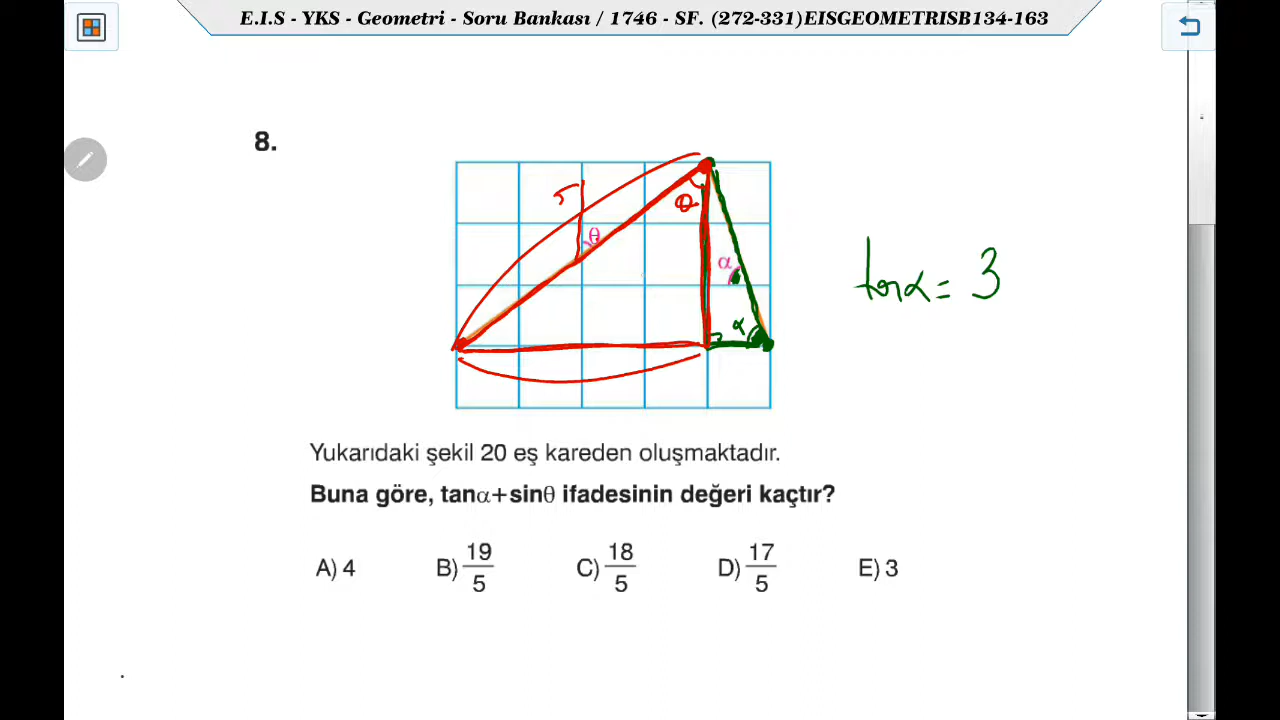 E.I.S - YKS - Geometri - Soru Bankası / 1746 - SF. (272-331)EISGEOMETRISB134-163
8.
5
θ
θ
α
α
tanα = 3
Yukarıdaki şekil 20 eş kareden oluşmaktadır.
Buna göre, tanα+sinθ ifadesinin değeri kaçtır?
A) 4 B) 19/5 C) 18/5 D) 17/5 E) 3